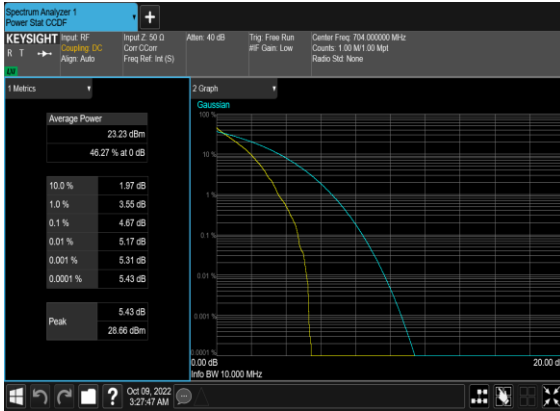 Spectrum Analyzer 1
Power Stat CCDF
KEYSIGHT
R T
Input: RF
Coupling: DC
Align: Auto
Input Z: 50 Ω
Corr CCorr
Freq Ref: Int (S)
Atten: 40 dB
Trig: Free Run
#IF Gain: Low
Center Freq: 704.000000 MHz
Counts: 1.00 M/1.00 Mpt
Radio Std: None
1 Metrics
Average Power
23.23 dBm
46.27 % at 0 dB
10.0 % 1.97 dB
1.0 % 3.55 dB
0.1 % 4.67 dB
0.01 % 5.17 dB
0.001 % 5.31 dB
0.0001 % 5.43 dB
Peak
5.43 dB
28.66 dBm
2 Graph
Gaussian
100 %
10 %
1 %
0.1 %
0.01 %
0.001 %
0.0001 %
0.00 dB
20.00 d
Info BW 10.000 MHz
Oct 09, 2022
3:27:47 AM